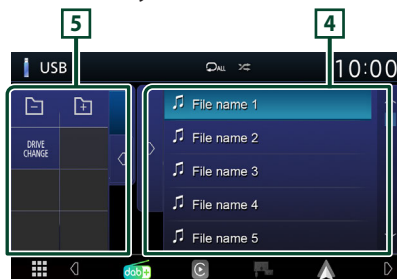 5
4
USB
ALL
10:00
DRIVE
CHANGE
File name 1
File name 2
File name 3
File name 4
File name 5
dab+